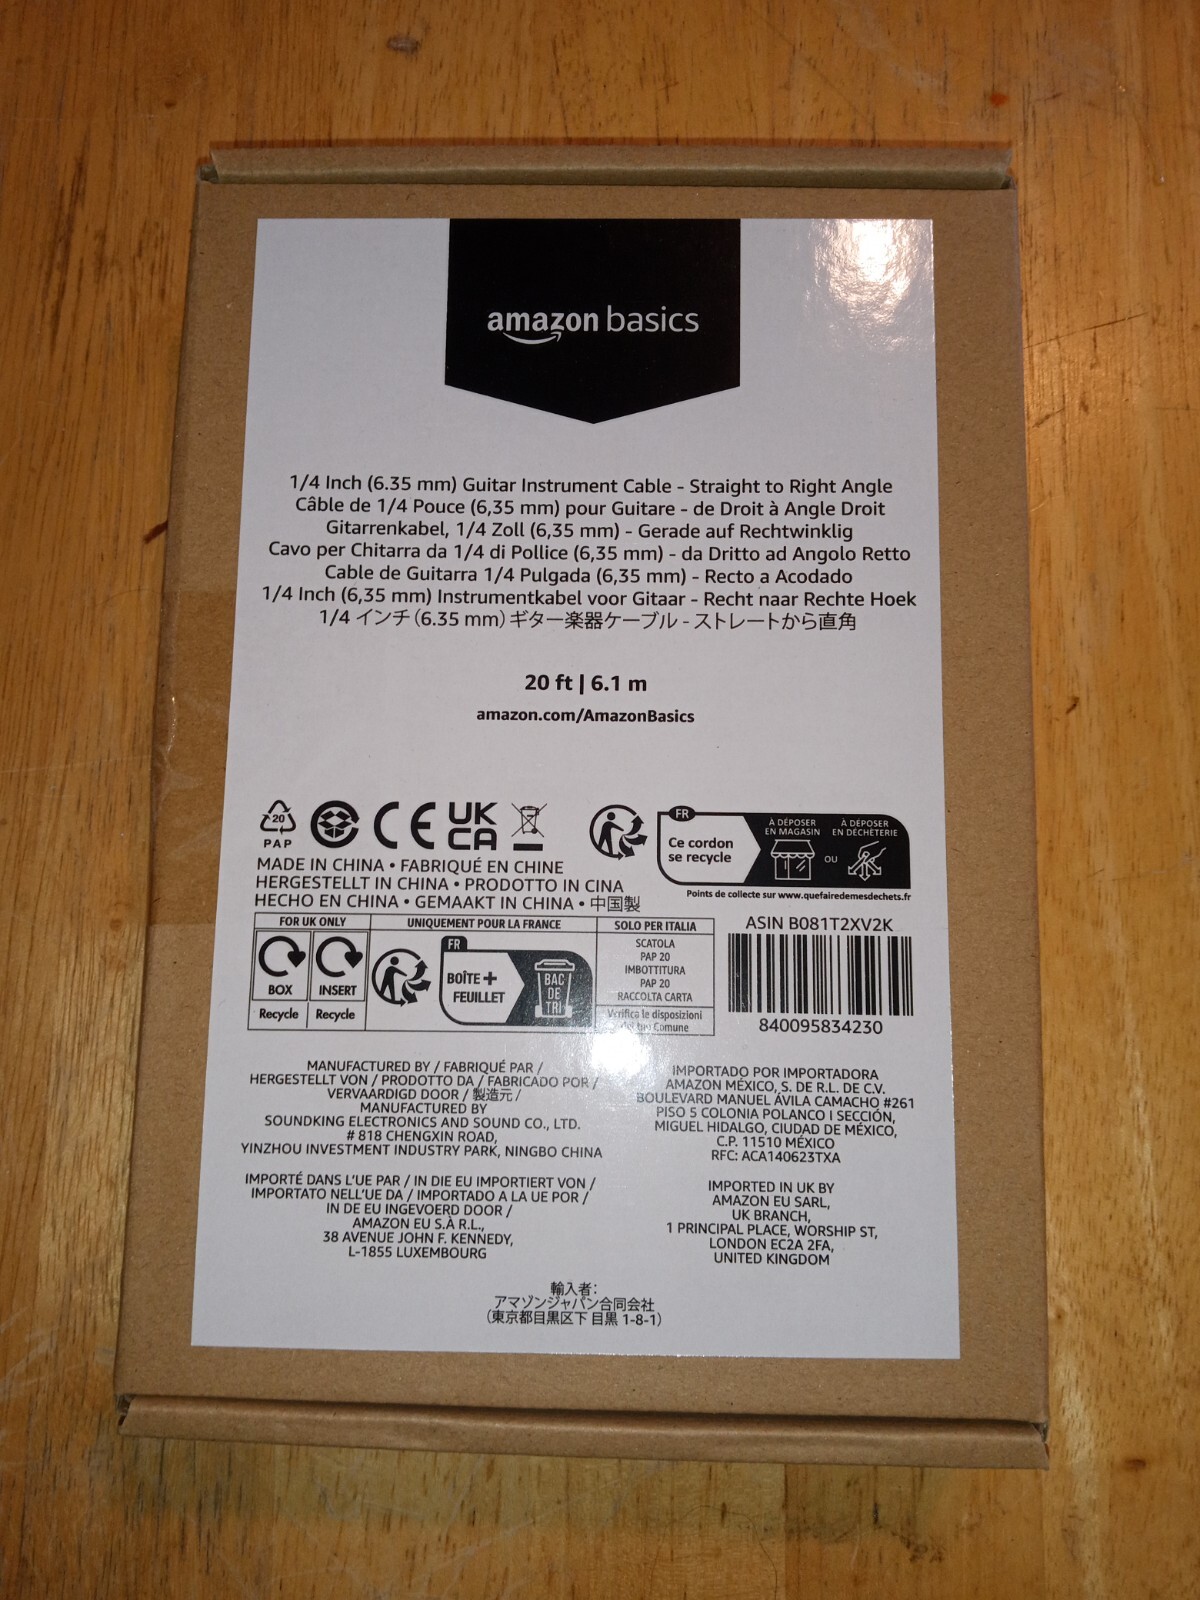 amazon basics
1/4 Inch (6.35 mm) Guitar Instrument Cable - Straight to Right Angle
Câble de 1/4 Pouce (6,35 mm) pour Guitare - de Droit à Angle Droit
Gitarrenkabel, 1/4 Zoll (6,35 mm) - Gerade auf Rechtwinklig
Cavo per Chitarra da 1/4 di Pollice (6,35 mm) - da Dritto ad Angolo Retto
Cable de Guitarra 1/4 Pulgada (6,35 mm) - Recto a Acodado
1/4 Inch (6,35 mm) Instrumentkabel voor Gitaar - Recht naar Rechte Hoek
1/4 インチ（6.35 mm）ギター楽器ケーブル - ストレートから直角
20 ft | 6.1 m
amazon.com/AmazonBasics
20
PAP
CE
UK
CA
FR
Ce cordon
se recycle
À DÉPOSER
EN MAGASIN
OU
À DÉPOSER
EN DÉCHÈTERIE
Points de collecte sur www.quefairedemesdechets.fr
MADE IN CHINA • FABRIQUÉ EN CHINE
HERGESTELLT IN CHINA • PRODOTTO IN CINA
HECHO EN CHINA • GEMAAKT IN CHINA • 中国製
FOR UK ONLY
BOX
INSERT
Recycle
Recycle
UNIQUEMENT POUR LA FRANCE
FR
BOÎTE +
FEUILLET
BAC
DE
TRI
SOLO PER ITALIA
SCATOLA
PAP 20
IMBOTTITURA
PAP 20
RACCOLTA CARTA
Verifica le disposizioni
del tuo Comune
ASIN B081T2XV2K
840095834230
MANUFACTURED BY / FABRIQUÉ PAR /
HERGESTELLT VON / PRODOTTO DA / FABRICADO POR /
VERVAARDIGD DOOR / 製造元 /
MANUFACTURED BY
SOUNDKING ELECTRONICS AND SOUND CO., LTD.
# 818 CHENGXIN ROAD,
YINZHOU INVESTMENT INDUSTRY PARK, NINGBO CHINA
IMPORTÉ DANS L'UE PAR / IN DIE EU IMPORTIERT VON /
IMPORTATO NELL'UE DA / IMPORTADO A LA UE POR /
IN DE EU INGEVOERD DOOR /
AMAZON EU S.À R.L.,
38 AVENUE JOHN F. KENNEDY,
L-1855 LUXEMBOURG
IMPORTADO POR IMPORTADORA
AMAZON MÉXICO, S. DE R.L. DE C.V.
BOULEVARD MANUEL ÁVILA CAMACHO #261
PISO 5 COLONIA POLANCO I SECCIÓN,
MIGUEL HIDALGO, CIUDAD DE MÉXICO,
C.P. 11510 MÉXICO
RFC: ACA140623TXA
IMPORTED IN UK BY
AMAZON EU SARL,
UK BRANCH,
1 PRINCIPAL PLACE, WORSHIP ST,
LONDON EC2A 2FA,
UNITED KINGDOM
輸入者:
アマゾンジャパン合同会社
（東京都目黒区下目黒 1-8-1）